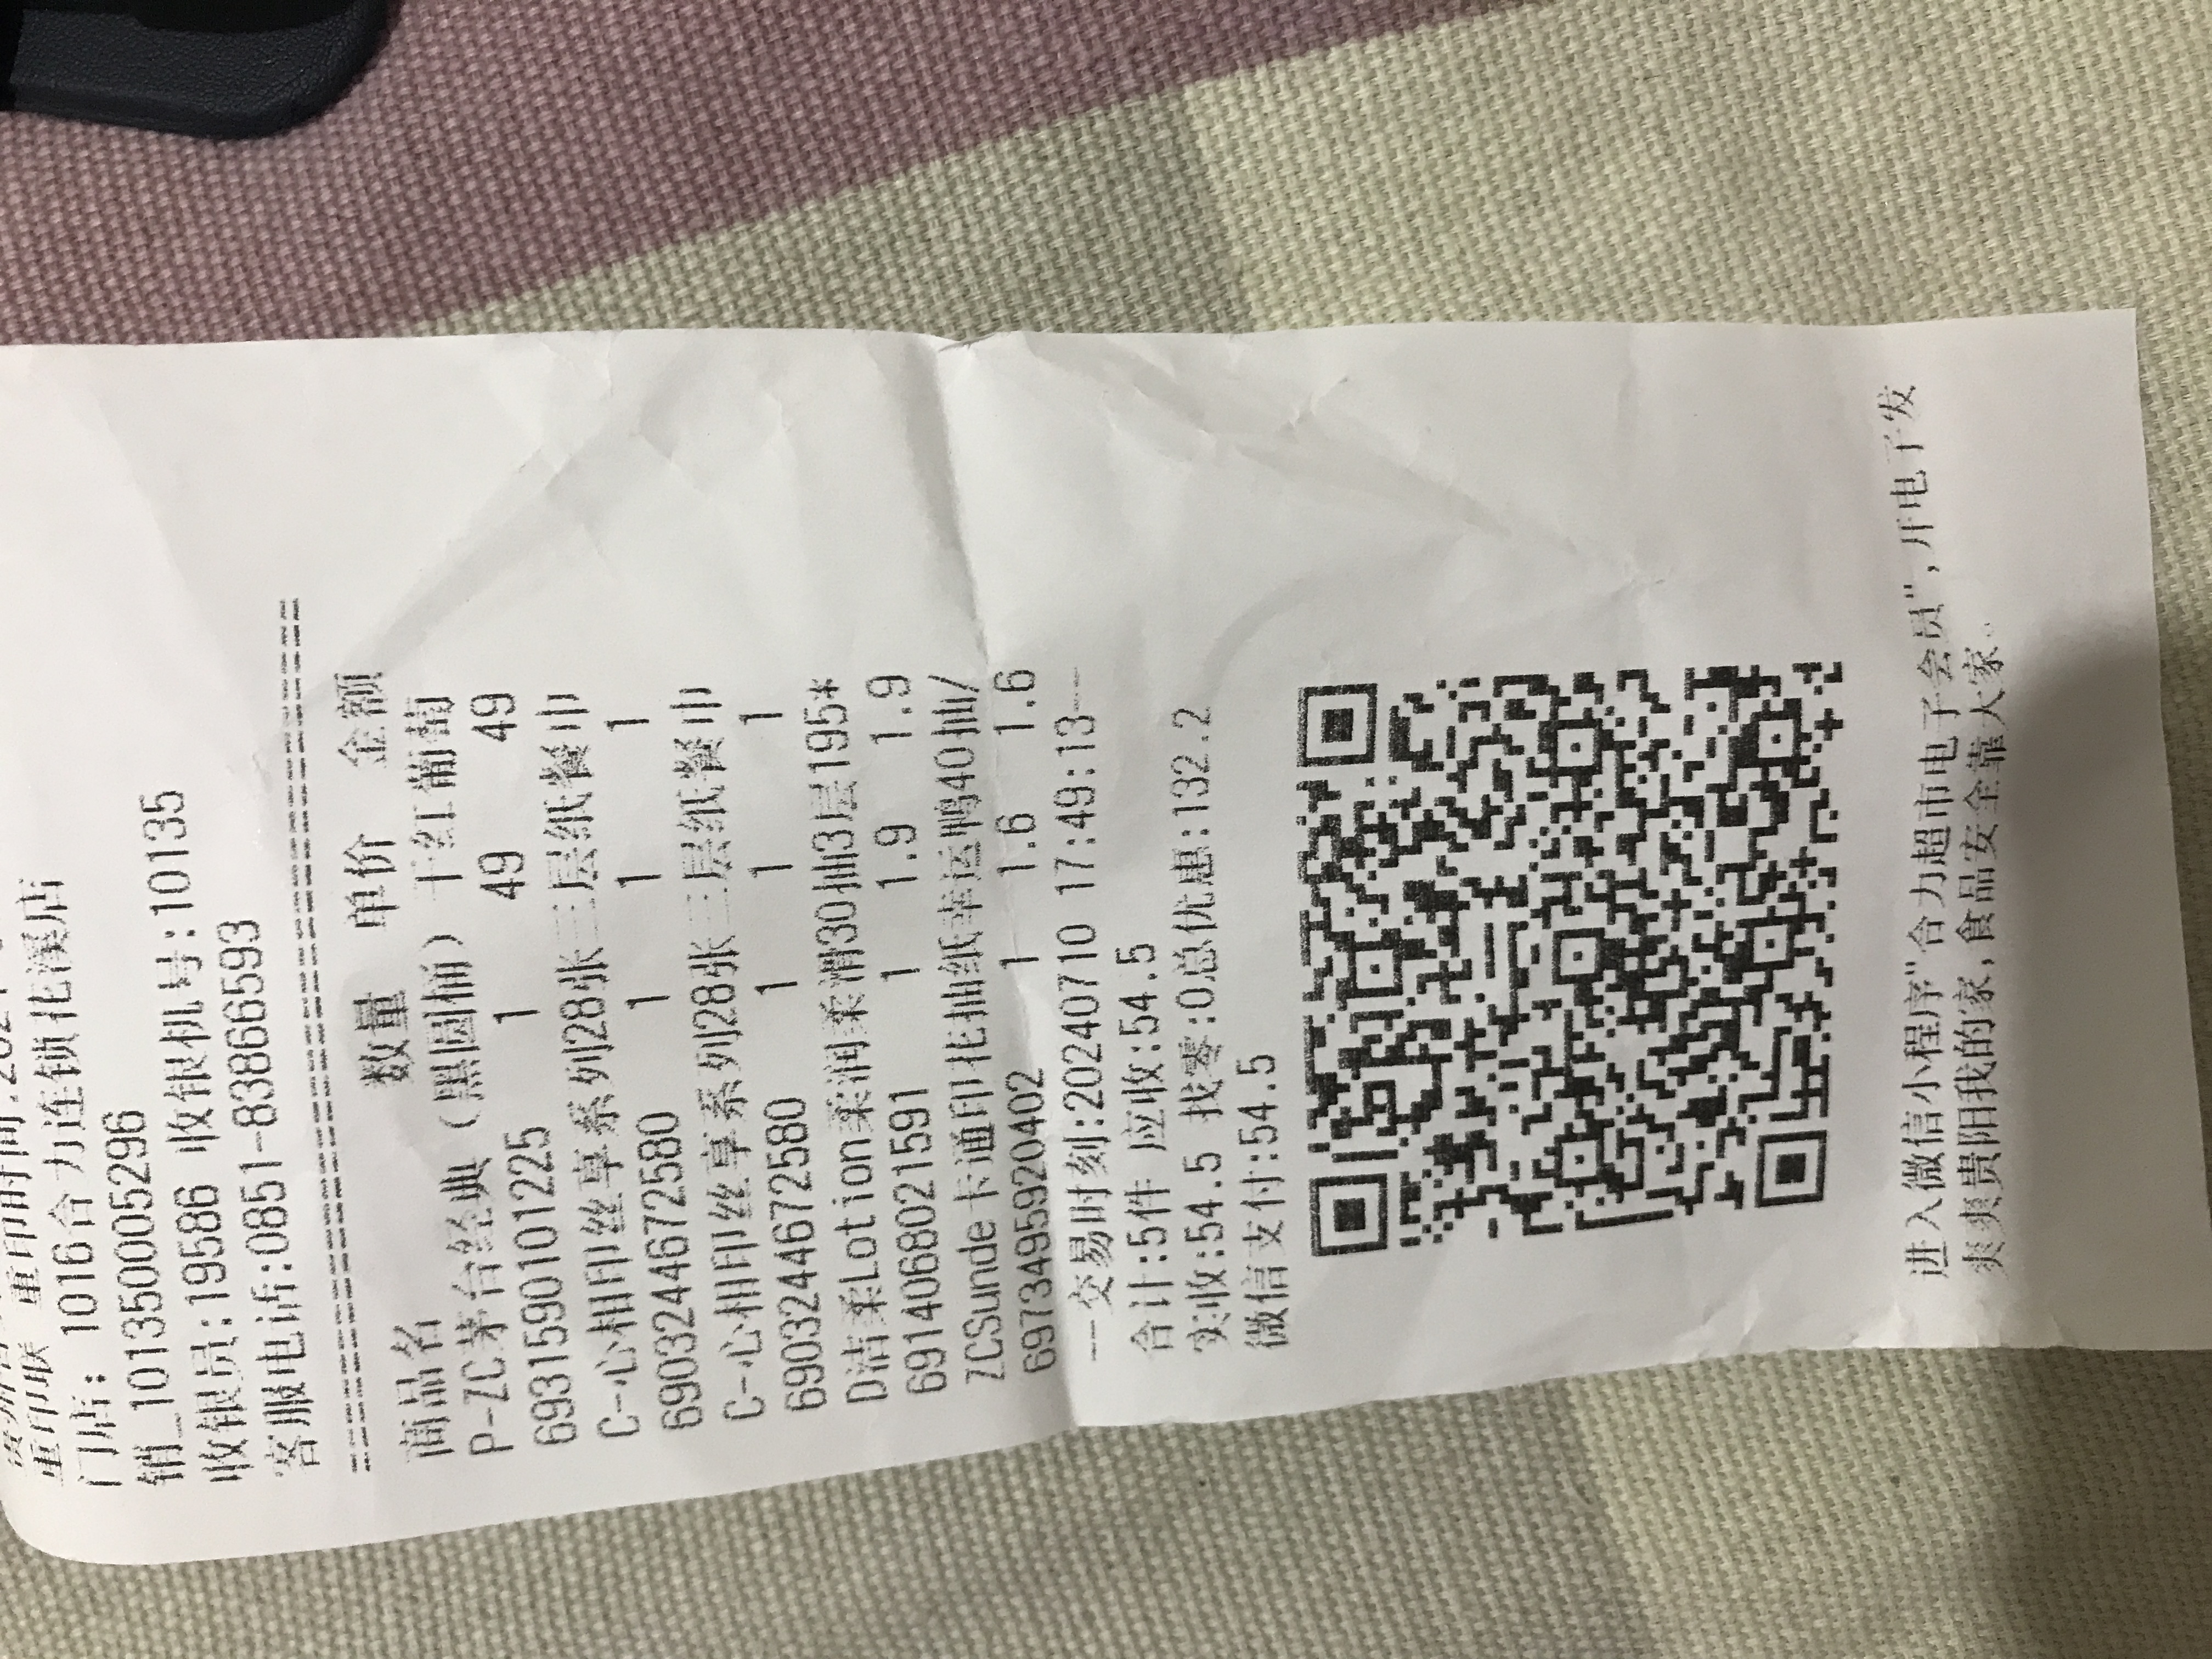 重印联 重印时间:202
门店: 1016合力连锁花溪店
销_10135000005296
收银员:19586 收银机号:10135
客服电话:0851-83866593
商品名 数量 单价 金额
P-ZC茅台经典(黑圆桶)干红葡萄
6931590101225 1 49 49
C-心相印丝享系列28张三层纸餐巾
6903244672580 1 1 1
C-心相印丝享系列28张三层纸餐巾
6903244672580 1 1 1
D洁柔Lotion柔润柔滑30抽3层195*
6914068021591 1 1.9 1.9
ZCSunde卡通印花抽纸幸运鸭40抽/
6973495920402 1 1.6 1.6
--交易时刻:20240710 17:49:13--
合计:5件 应收:54.5
实收:54.5 找零:0总优惠:132.2
微信支付:54.5
进入微信小程序"合力超市电子会员",开电子发
爽爽贵阳我的家,食品安全靠大家。